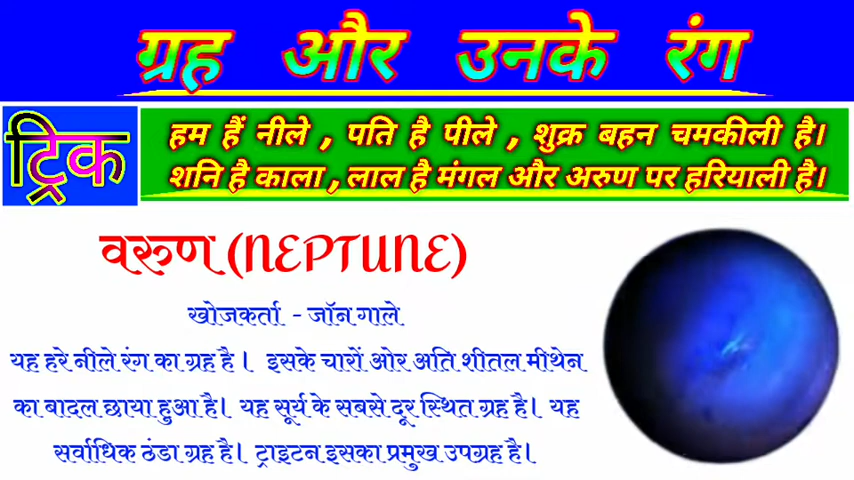 ग्रह और उनके रंग
ट्रिक
हम हैं नीले , पति है पीले , शुक्र बहन चमकीली है।
शनि है काला , लाल है मंगल और अरुण पर हरियाली है।
वरुण (NEPTUNE)
खोजकर्ता - जॉन गाले
यह हरे नीले रंग का ग्रह है। इसके चारों ओर अति शीतल मीथेन
का बादल छाया हुआ है। यह सूर्य के सबसे दूर स्थित ग्रह है। यह
सर्वाधिक ठंडा ग्रह है। ट्राइटन इसका प्रमुख उपग्रह है।